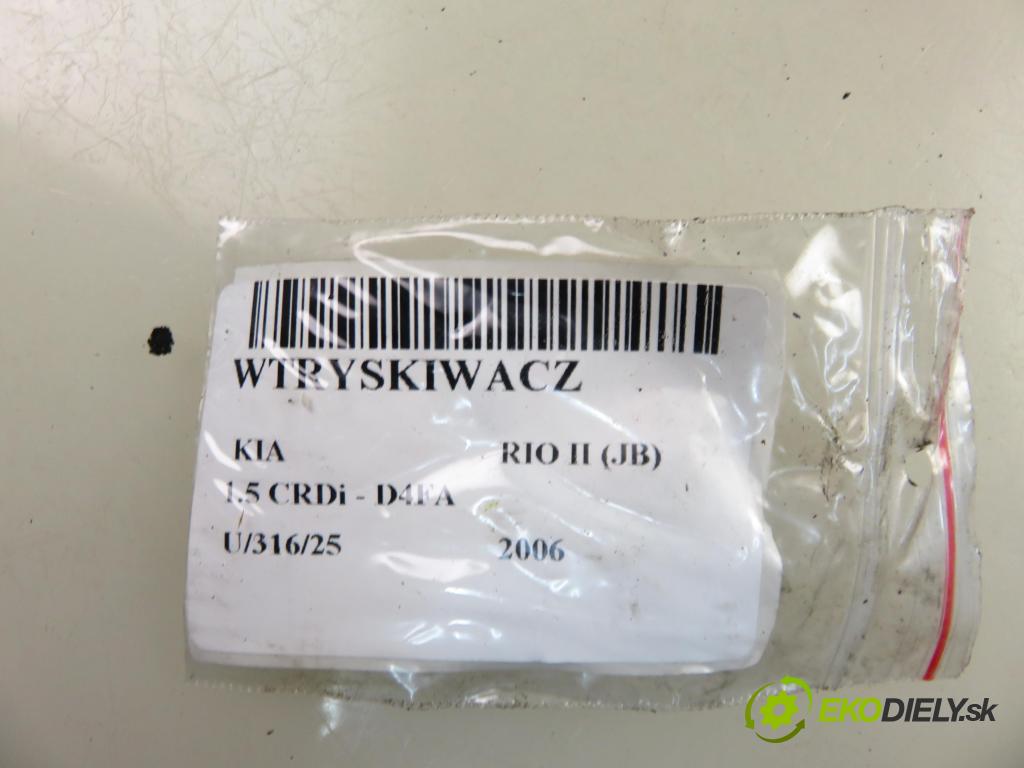 WTRYSKIWACZ
KIA RIO II (JB)
1.5 CRDi - D4FA
U/316/25 2006
EKODIELY.sk